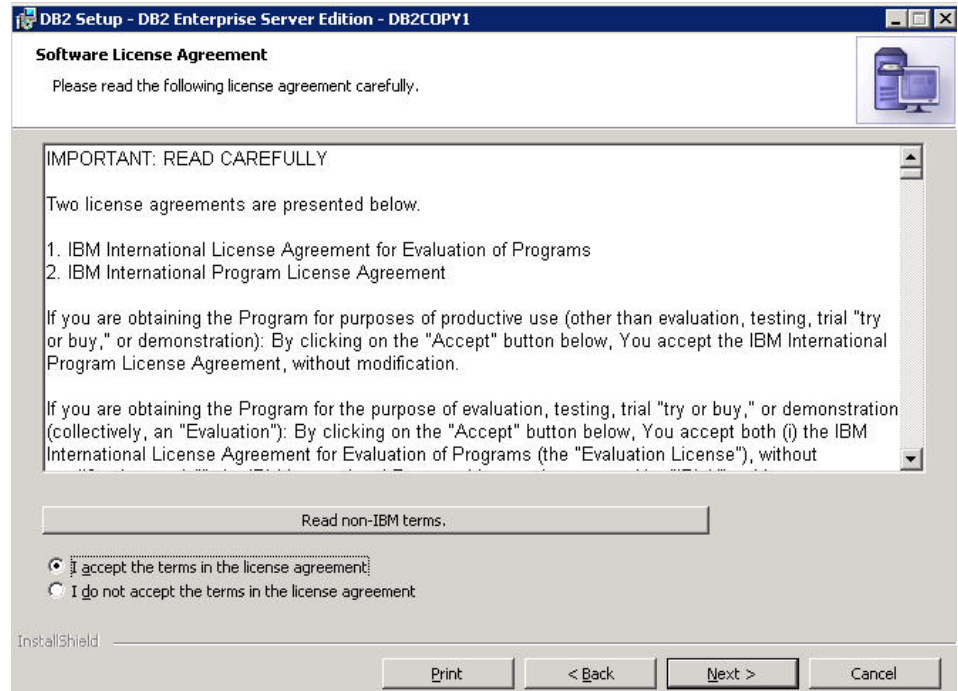 DB2 Setup - DB2 Enterprise Server Edition - DB2COPY1
Software License Agreement
Please read the following license agreement carefully.
IMPORTANT: READ CAREFULLY
Two license agreements are presented below.
1. IBM International License Agreement for Evaluation of Programs
2. IBM International Program License Agreement
If you are obtaining the Program for purposes of productive use (other than evaluation, testing, trial "try
or buy," or demonstration): By clicking on the "Accept" button below, You accept the IBM International
Program License Agreement, without modification.
If you are obtaining the Program for the purpose of evaluation, testing, trial "try or buy," or demonstration
(collectively, an "Evaluation"): By clicking on the "Accept" button below, You accept both (i) the IBM
International License Agreement for Evaluation of Programs (the "Evaluation License"), without
Read non-IBM terms.
I accept the terms in the license agreement
I do not accept the terms in the license agreement
InstallShield
Print
< Back
Next >
Cancel